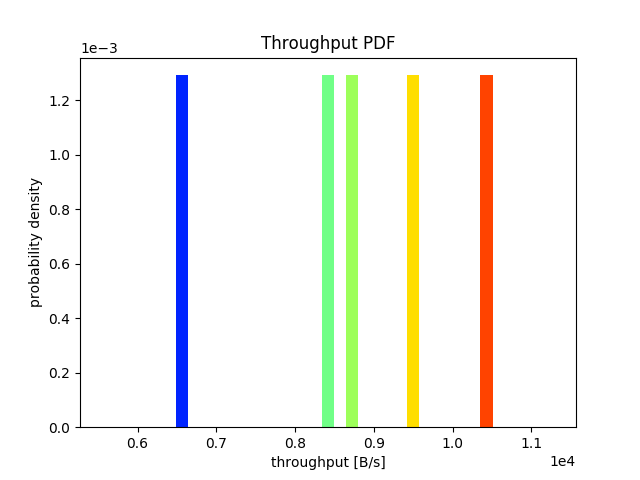 Throughput PDF
1e−3
1.2
1.0
0.8
0.6
0.4
0.2
0.0
probability density
0.6 0.7 0.8 0.9 1.0 1.1
1e4
throughput [B/s]